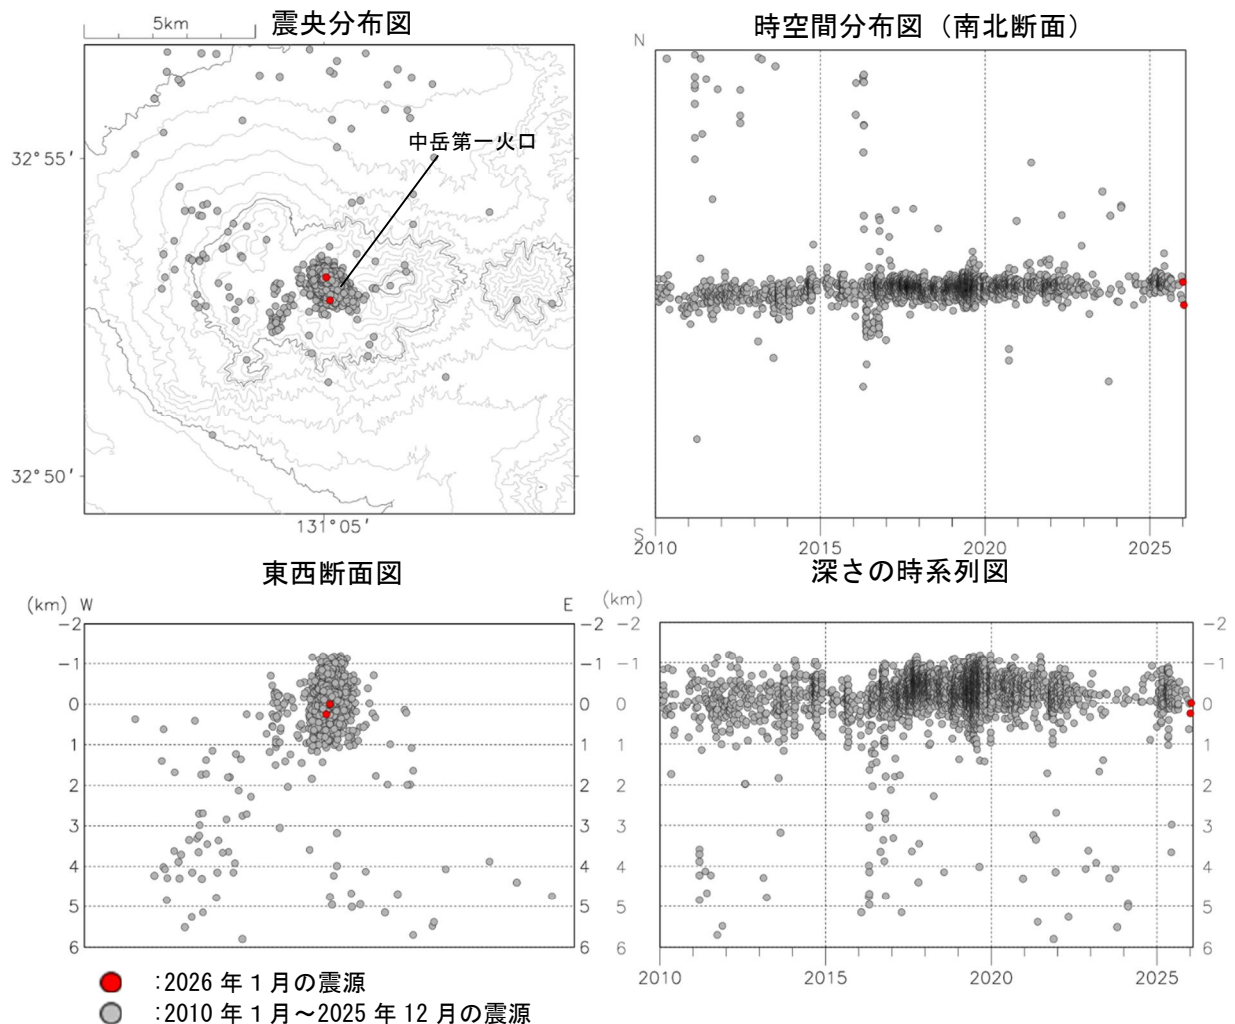 5km
震央分布図
中岳第一火口
32°55′
32°50′
131°05′
時空間分布図（南北断面）
N
S
2010 2015 2020 2025
東西断面図
(km) W E
-2 -2
-1 -1
0 0
1 1
2 2
3 3
4 4
5 5
6 6
深さの時系列図
(km)
-2 -2
-1 -1
0 0
1 1
2 2
3 3
4 4
5 5
6 6
2010 2015 2020 2025
:2026 年１月の震源
:2010 年１月～2025 年 12 月の震源